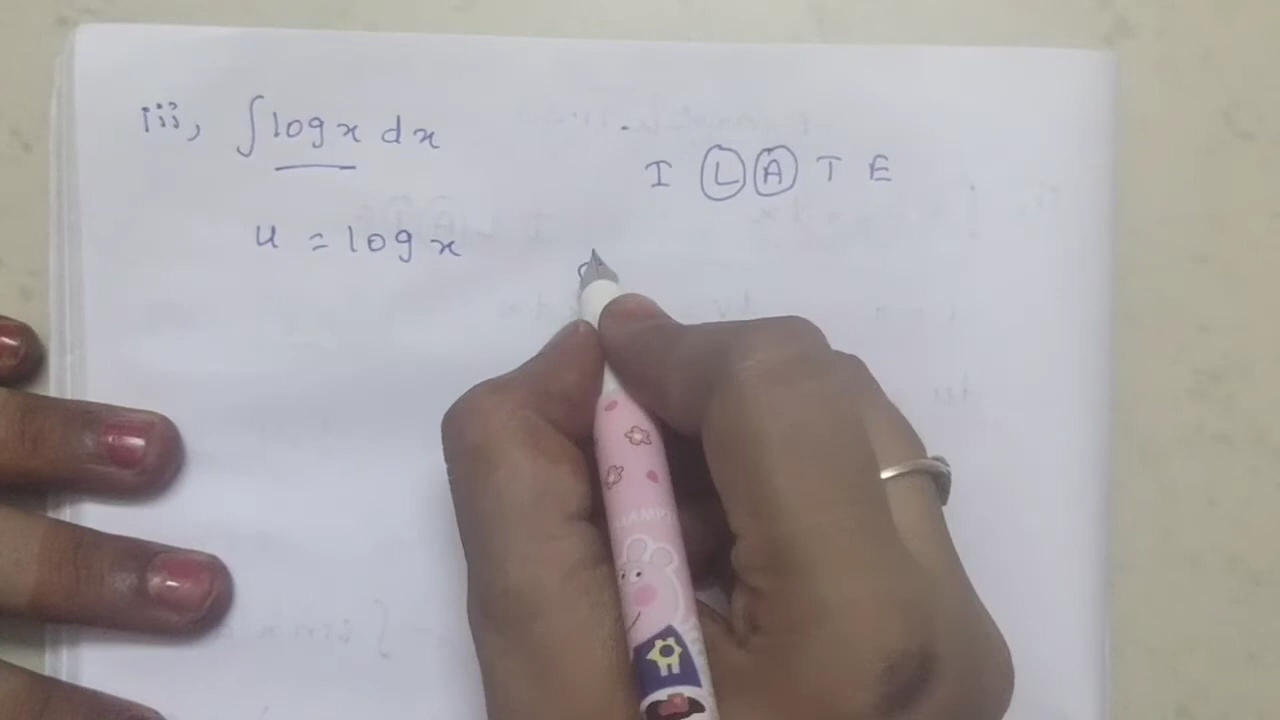 iii, ∫log x dx
I L A T E
u = log x